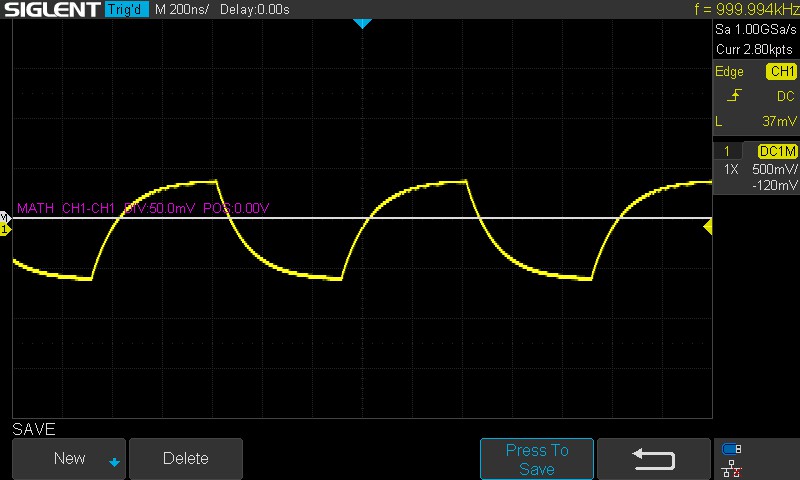 SIGLENT Trig'd M 200ns/ Delay:0.00s f = 999.994kHz
Sa 1.00GSa/s
Curr 2.80kpts
Edge CH1
DC
L 37mV
1 DC1M
1X 500mV/
-120mV
MATH CH1-CH1 DIV:50.0mV POS:0.00V
M
1
SAVE
New Delete Press To Save